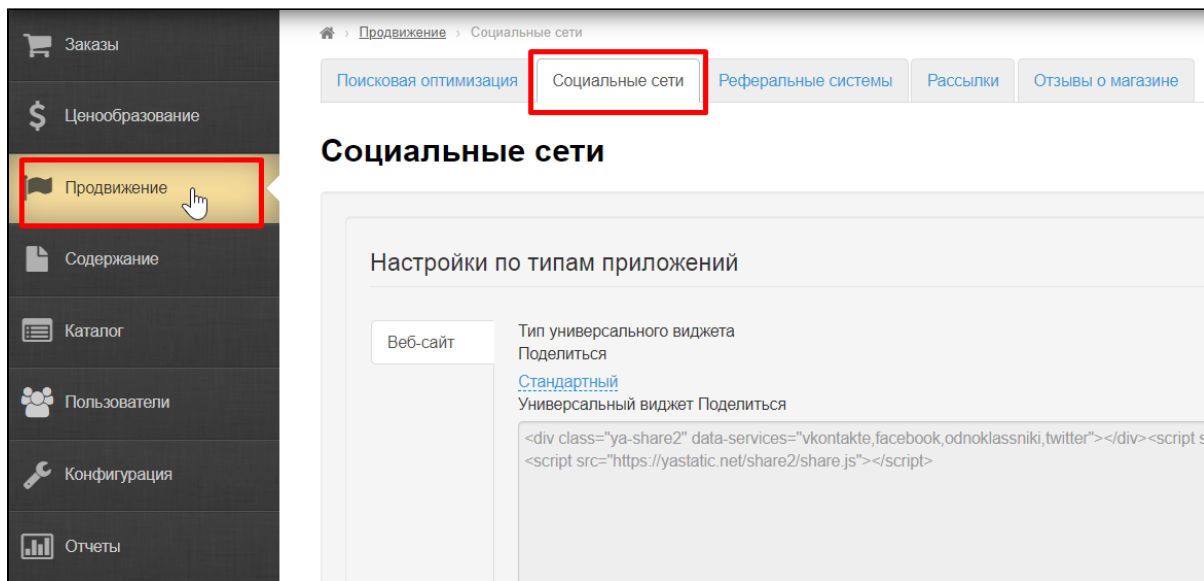 Заказы
Ценообразование
Продвижение
Содержание
Каталог
Пользователи
Конфигурация
Отчеты
Продвижение › Социальные сети
Поисковая оптимизация Социальные сети Реферальные системы Рассылки Отзывы о магазине
Социальные сети
Настройки по типам приложений
Веб-сайт
Тип универсального виджета
Поделиться
Стандартный
Универсальный виджет Поделиться
<div class="ya-share2" data-services="vkontakte,facebook,odnoklassniki,twitter"></div><script s
<script src="https://yastatic.net/share2/share.js"></script>